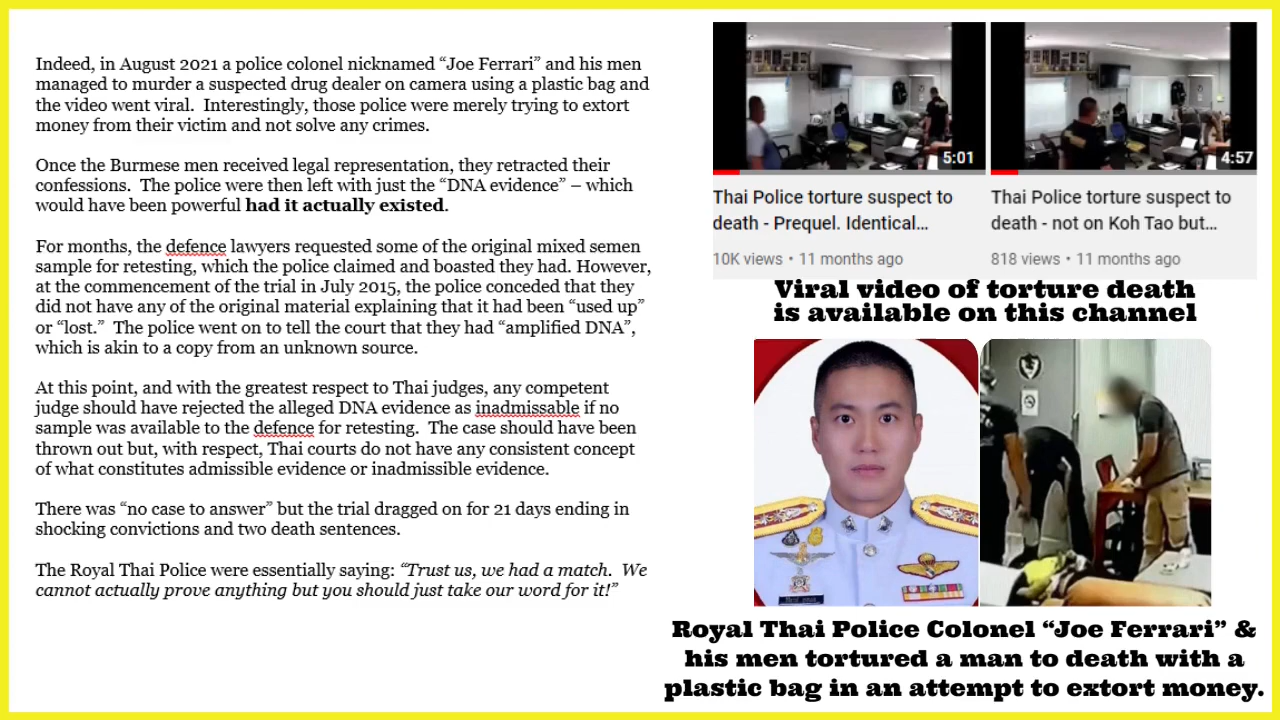 Indeed, in August 2021 a police colonel nicknamed “Joe Ferrari” and his men
managed to murder a suspected drug dealer on camera using a plastic bag and
the video went viral.  Interestingly, those police were merely trying to extort
money from their victim and not solve any crimes.
Once the Burmese men received legal representation, they retracted their
confessions.  The police were then left with just the “DNA evidence” – which
would have been powerful had it actually existed.
For months, the defence lawyers requested some of the original mixed semen
sample for retesting, which the police claimed and boasted they had. However,
at the commencement of the trial in July 2015, the police conceded that they
did not have any of the original material explaining that it had been “used up”
or “lost.”  The police went on to tell the court that they had “amplified DNA”,
which is akin to a copy from an unknown source.
At this point, and with the greatest respect to Thai judges, any competent
judge should have rejected the alleged DNA evidence as inadmissable if no
sample was available to the defence for retesting.  The case should have been
thrown out but, with respect, Thai courts do not have any consistent concept
of what constitutes admissible evidence or inadmissible evidence.
There was “no case to answer” but the trial dragged on for 21 days ending in
shocking convictions and two death sentences.
The Royal Thai Police were essentially saying: “Trust us, we had a match.  We
cannot actually prove anything but you should just take our word for it!”
5:01
Thai Police torture suspect to
death - Prequel. Identical...
10K views • 11 months ago
4:57
Thai Police torture suspect to
death - not on Koh Tao but...
818 views • 11 months ago
Viral video of torture death
is available on this channel
Royal Thai Police Colonel “Joe Ferrari” &
his men tortured a man to death with a
plastic bag in an attempt to extort money.